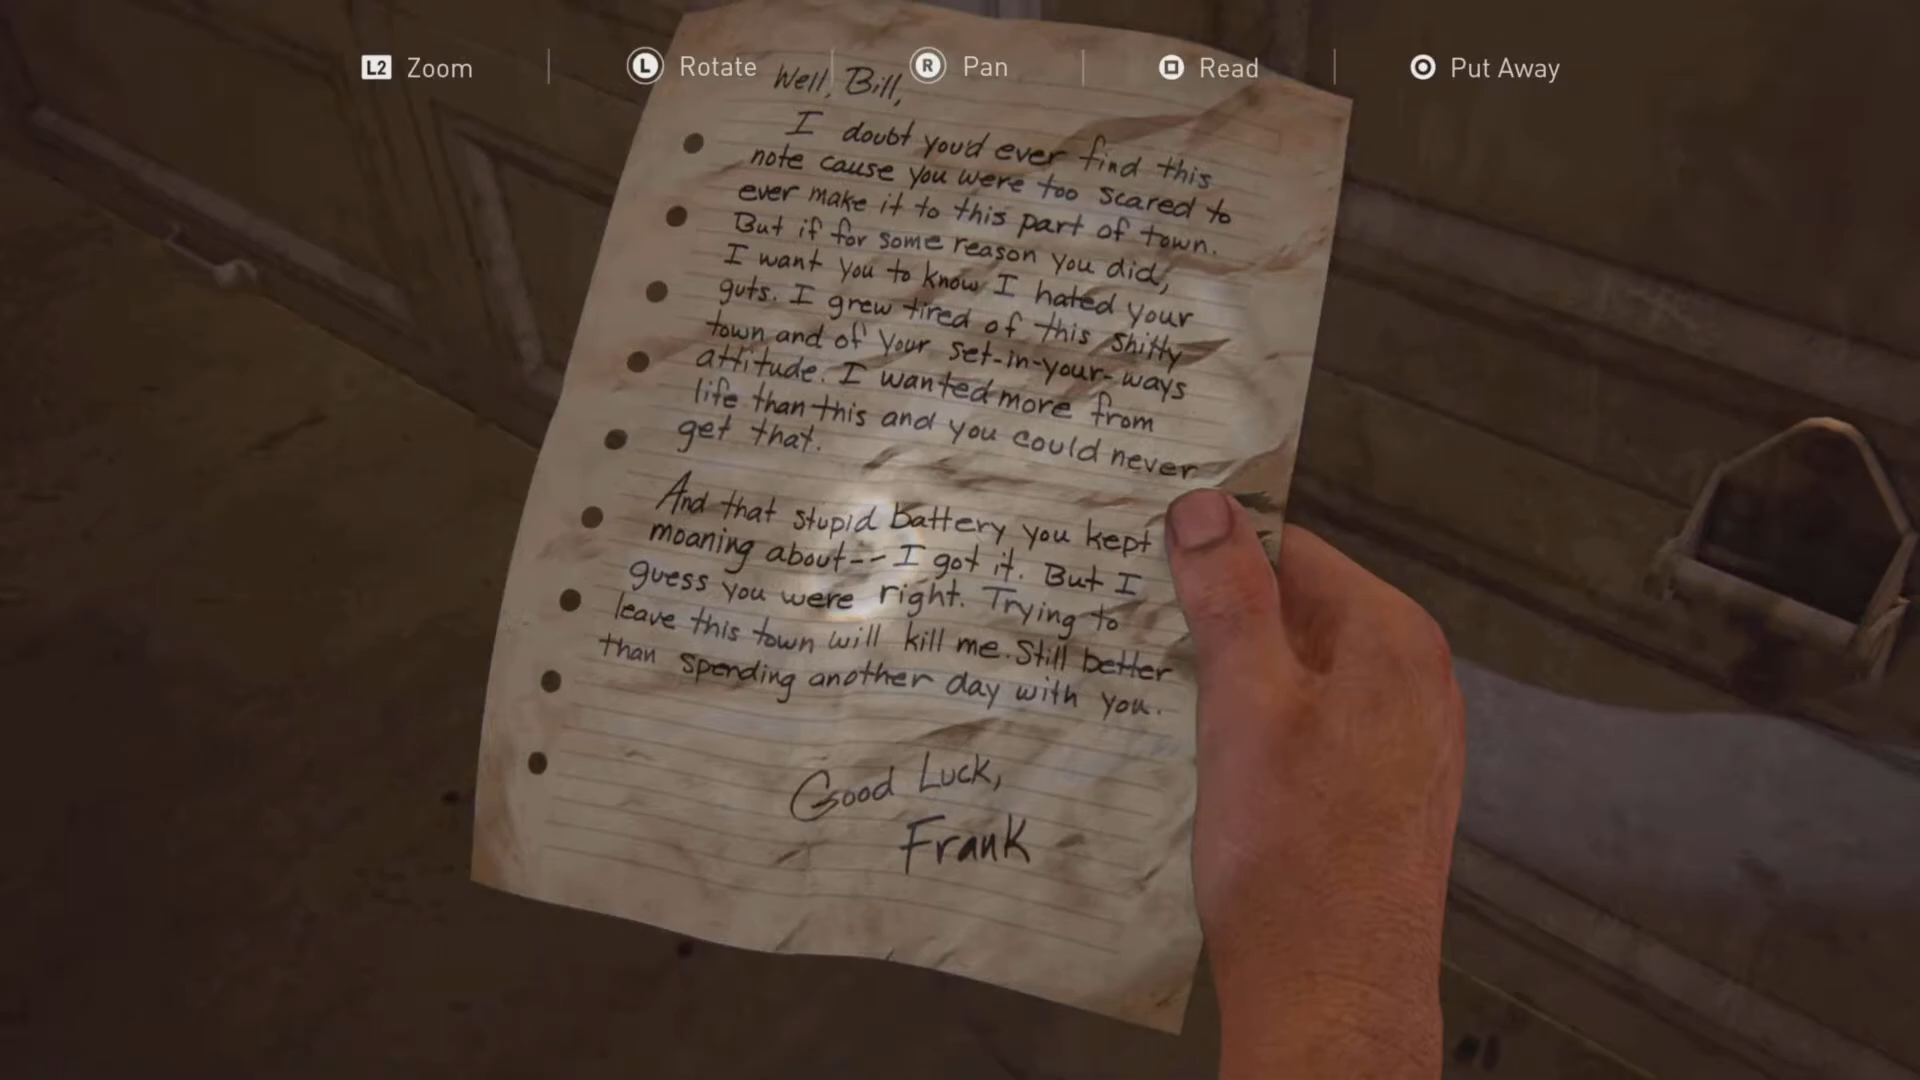 L2 Zoom
L Rotate
R Pan
Read
Put Away
Well, Bill,
I doubt you'd ever find this
note cause you were too scared to
ever make it to this part of town.
But if for some reason you did,
I want you to know I hated your
guts. I grew tired of this shitty
town and of your set-in-your-ways
attitude. I wanted more from
life than this and you could never
get that.
And that stupid battery you kept
moaning about-- I got it. But I
guess you were right. Trying to
leave this town will kill me. Still better
than spending another day with you.
Good Luck,
Frank